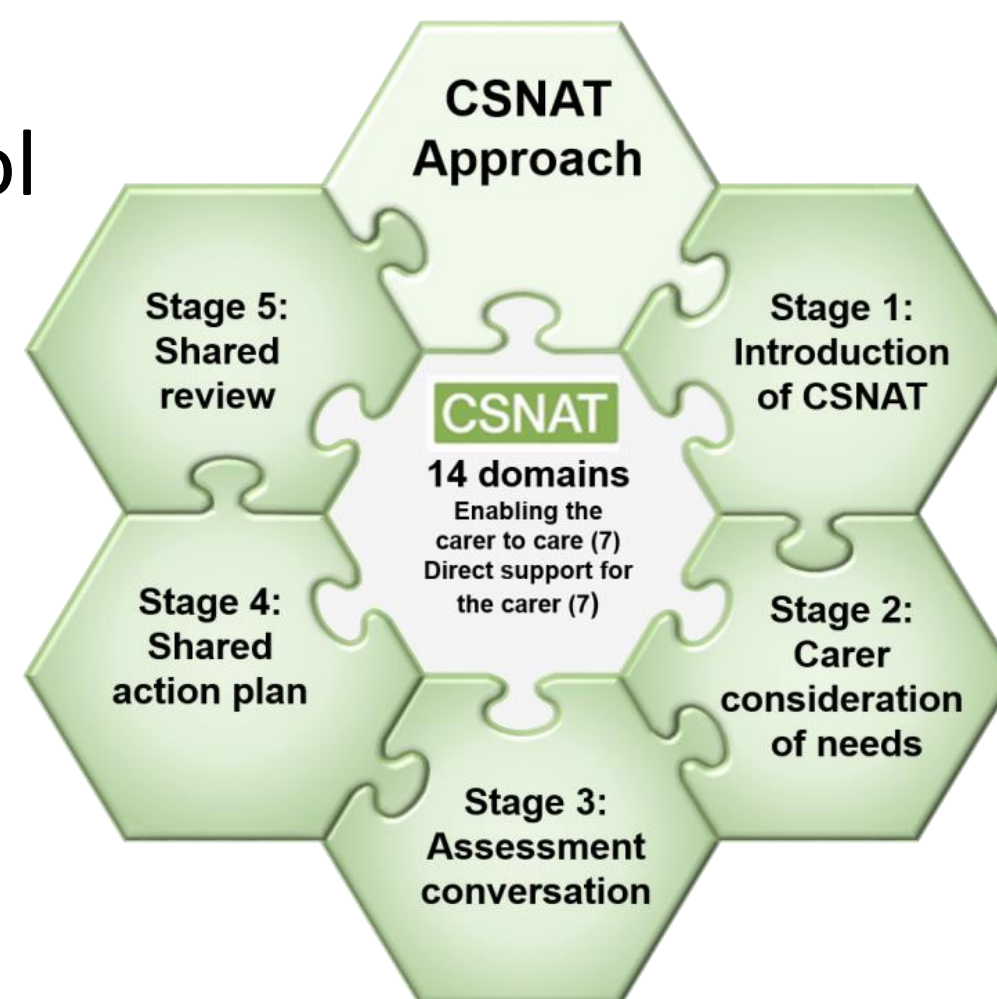 ol
CSNAT
Approach
Stage 1:
Introduction
of CSNAT
Stage 2:
Carer
consideration
of needs
Stage 3:
Assessment
conversation
Stage 4:
Shared
action plan
Stage 5:
Shared
review
CSNAT
14 domains
Enabling the
carer to care (7)
Direct support for
the carer (7)